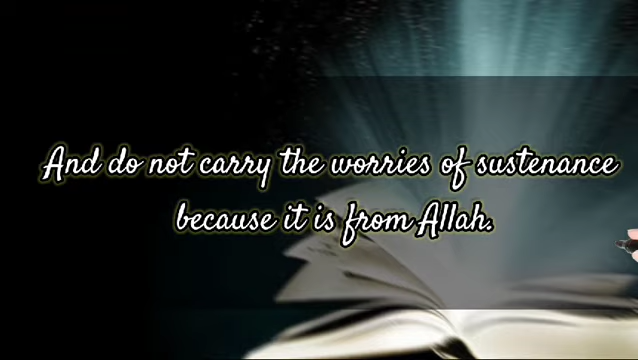 And do not carry the worries of sustenance
because it is from Allah.